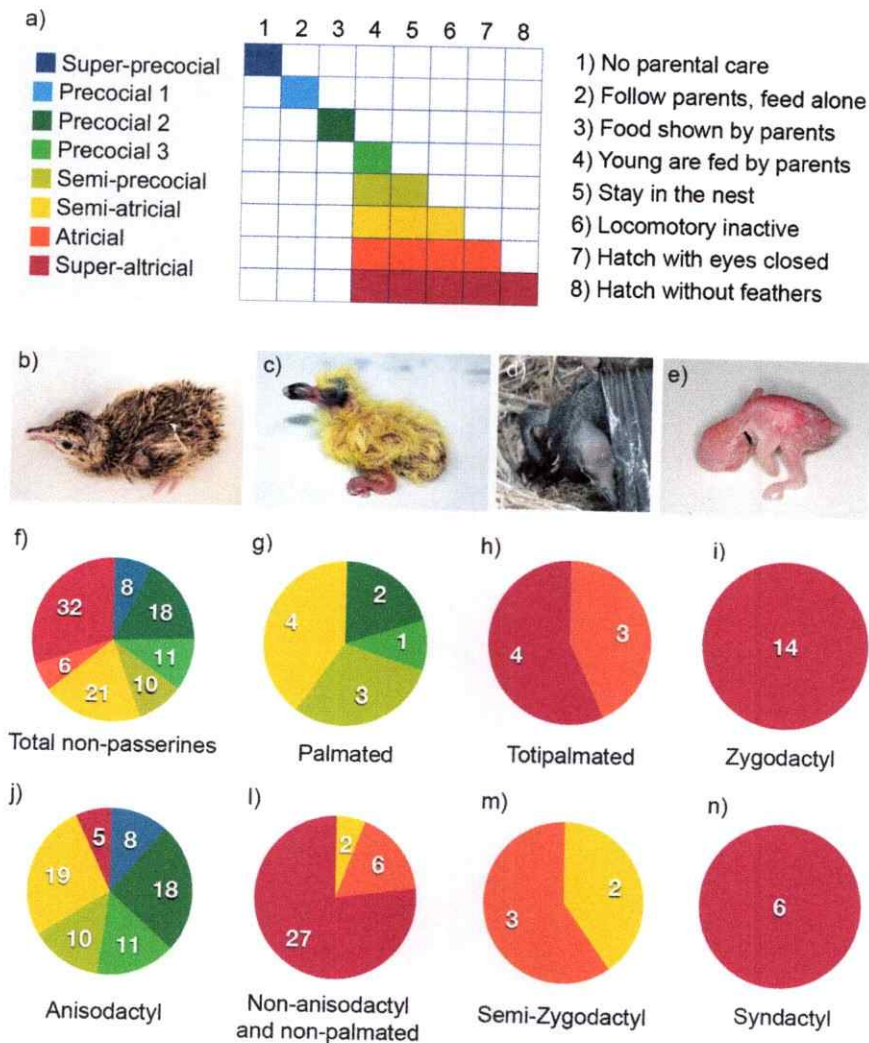 a)
1 2 3 4 5 6 7 8
Super-precocial
Precocial 1
Precocial 2
Precocial 3
Semi-precocial
Semi-atricial
Atricial
Super-altricial
1) No parental care
2) Follow parents, feed alone
3) Food shown by parents
4) Young are fed by parents
5) Stay in the nest
6) Locomotory inactive
7) Hatch with eyes closed
8) Hatch without feathers
b)
c)
d)
e)
f)
8
18
11
10
21
6
32
Total non-passerines
g)
2
1
3
4
Palmated
h)
3
4
Totipalmated
i)
14
Zygodactyl
j)
8
18
11
10
19
5
Anisodactyl
l)
2
6
27
Non-anisodactyl
and non-palmated
m)
2
3
Semi-Zygodactyl
n)
6
Syndactyl